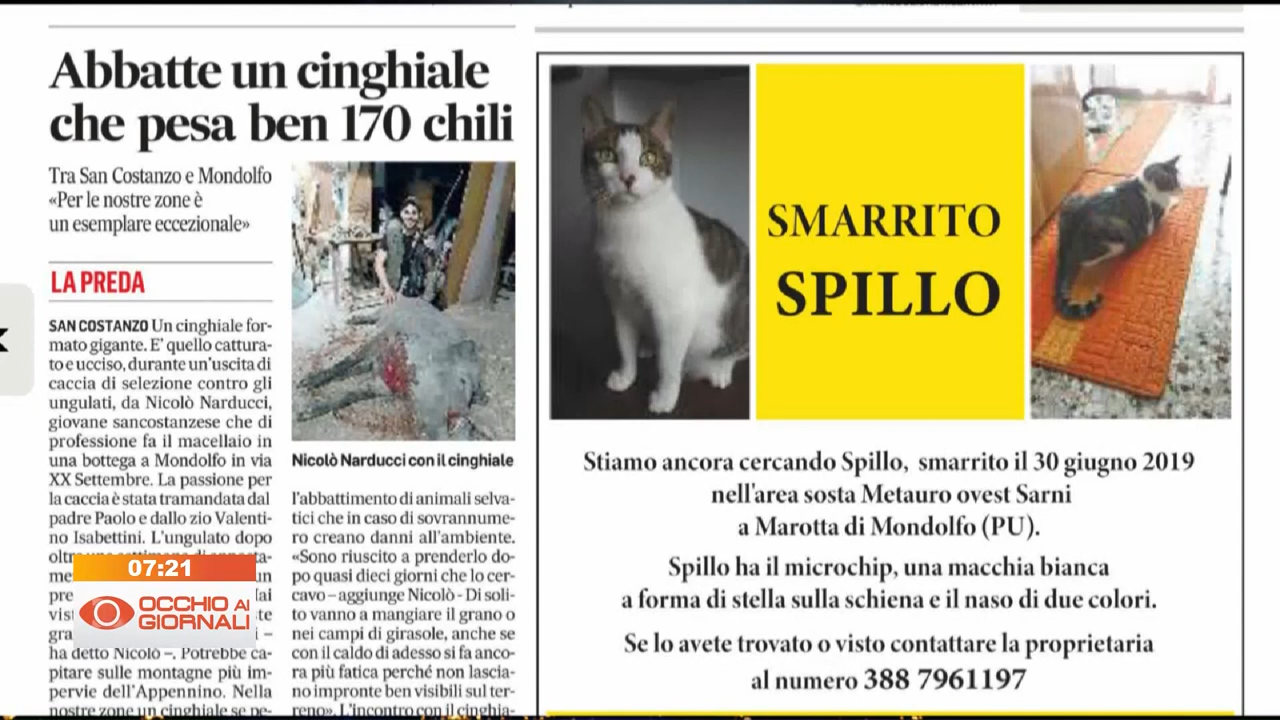 Abbatte un cinghiale
che pesa ben 170 chili
Tra San Costanzo e Mondolfo
«Per le nostre zone è
un esemplare eccezionale»
LA PREDA
SAN COSTANZO Un cinghiale for-
mato gigante. E' quello cattura-
to e ucciso, durante un'uscita di
caccia di selezione contro gli
ungulati, da Nicolò Narducci,
giovane sancostanzese che di
professione fa il macellaio in
una bottega a Mondolfo in via
XX Settembre. La passione per
la caccia è stata tramandata dal
padre Paolo e dallo zio Valenti-
no Isabettini. L'ungulato dopo
ha detto Nicolò –. Potrebbe ca-
pitare sulle montagne più im-
pervie dell'Appennino. Nella
nostre zone un cinghiale se pe-
Nicolò Narducci con il cinghiale
l'abbattimento di animali selva-
tici che in caso di sovrannume-
ro creano danni all'ambiente.
«Sono riuscito a prenderlo do-
po quasi dieci giorni che lo cer-
cavo – aggiunge Nicolò - Di soli-
to vanno a mangiare il grano o
nei campi di girasole, anche se
con il caldo di adesso si fa anco-
ra più fatica perché non lascia-
no impronte ben visibili sul ter-
reno». L'incontro con il cinghia-
SMARRITO
SPILLO
Stiamo ancora cercando Spillo, smarrito il 30 giugno 2019
nell'area sosta Metauro ovest Sarni
a Marotta di Mondolfo (PU).
Spillo ha il microchip, una macchia bianca
a forma di stella sulla schiena e il naso di due colori.
Se lo avete trovato o visto contattare la proprietaria
al numero 388 7961197
07:21
OCCHIO AI
GIORNALI